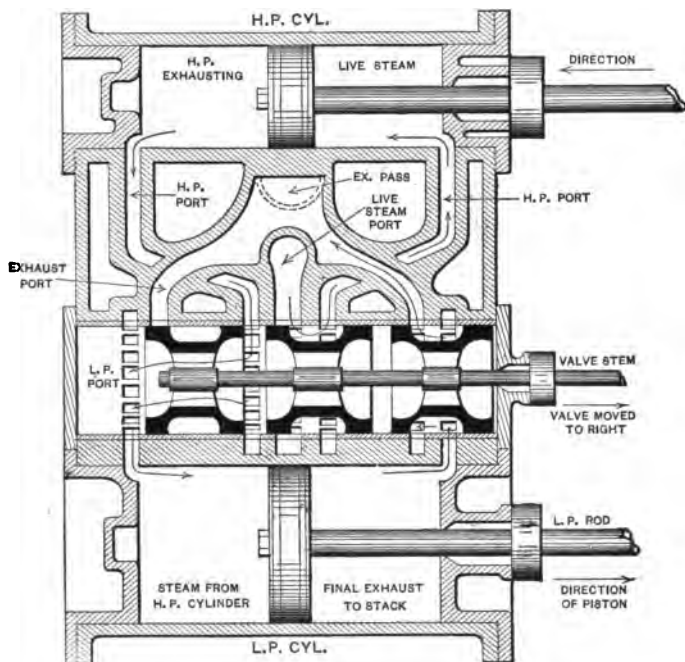 H.P. CYL.
H.P.
EXHAUSTING
LIVE STEAM
DIRECTION
EX. PASS
H.P.
PORT
LIVE
STEAM
PORT
H.P. PORT
EXHAUST
PORT
L.P.
PORT
VALVE STEM
VALVE MOVED
TO RIGHT
L.P. ROD
STEAM FROM
H.P. CYLINDER
FINAL EXHAUST
TO STACK
DIRECTION
OF PISTON
L.P. CYL.